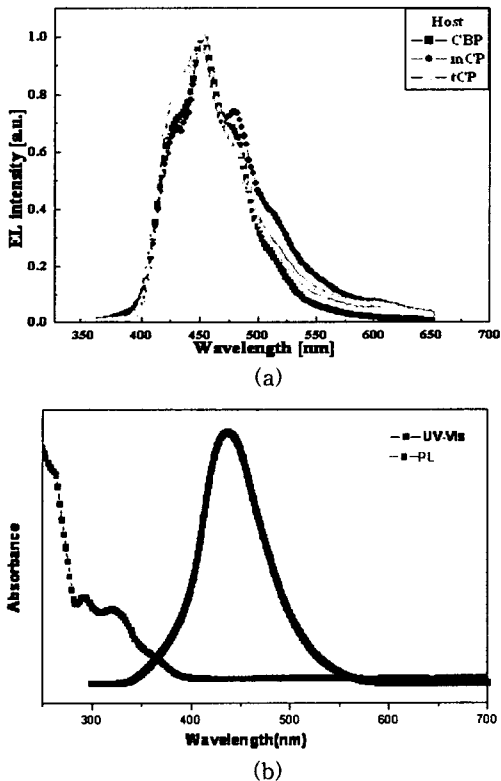 Host
CBP
mCP
tCP
EL intensity [a.u.]
1.0
0.8
0.6
0.4
0.2
0.0
350 400 450 500 550 600 650 700
Wavelength [nm]
(a)
UV-Vis
PL
Absorbance
300 400 500 600 700
Wavelength(nm)
(b)